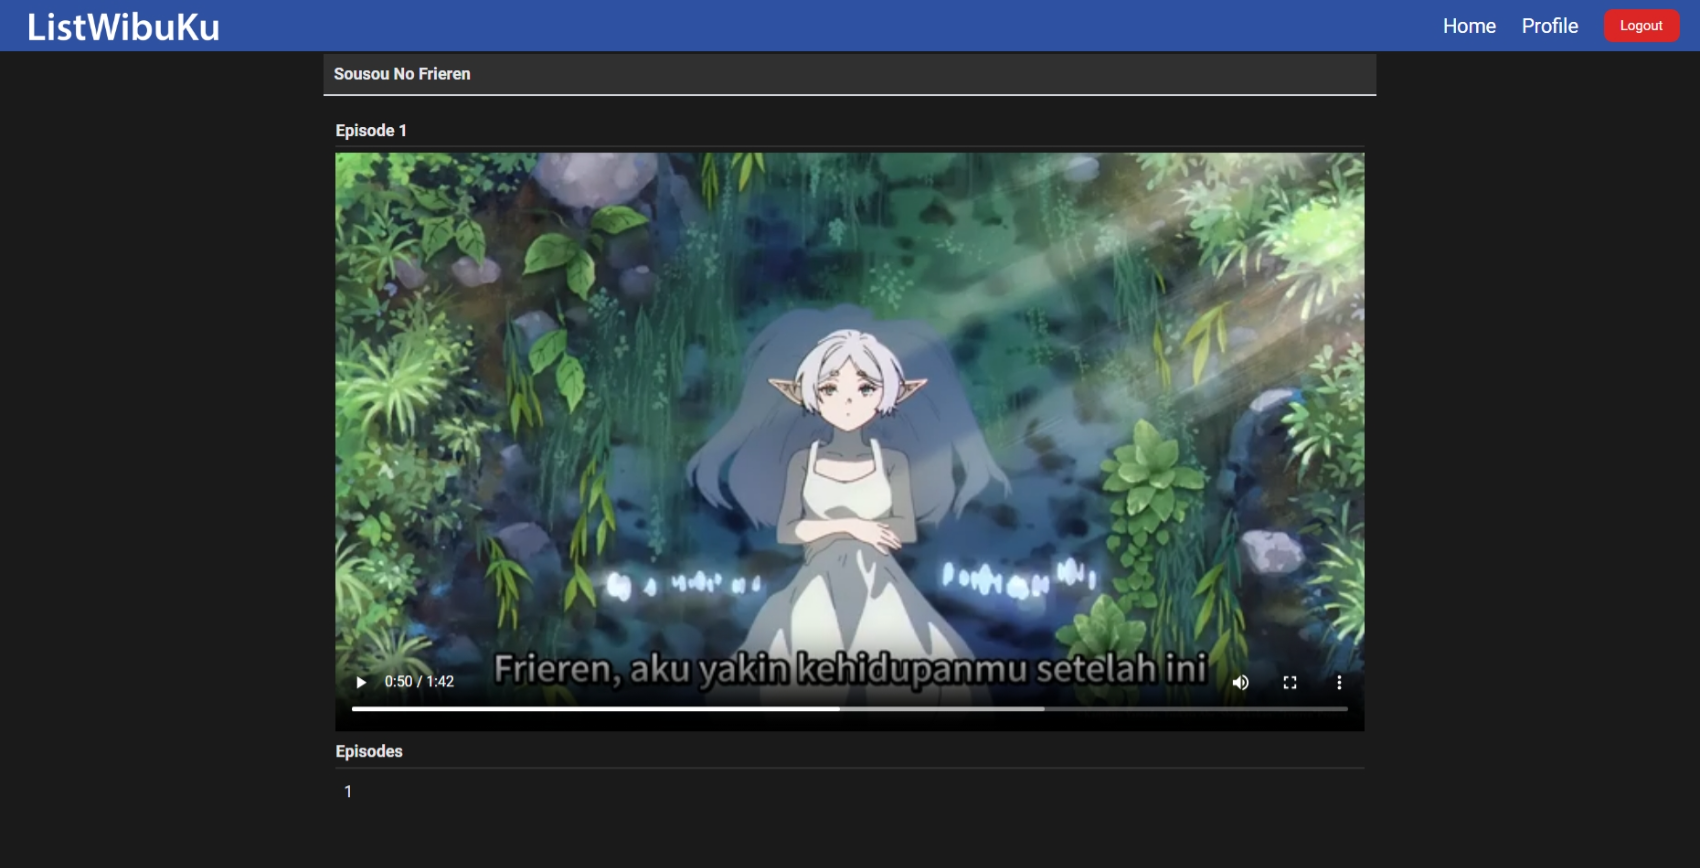 ListWibuKu
Home
Profile
Logout
Sousou No Frieren
Episode 1
Frieren, aku yakin kehidupanmu setelah ini
0:50 / 1:42
Episodes
1